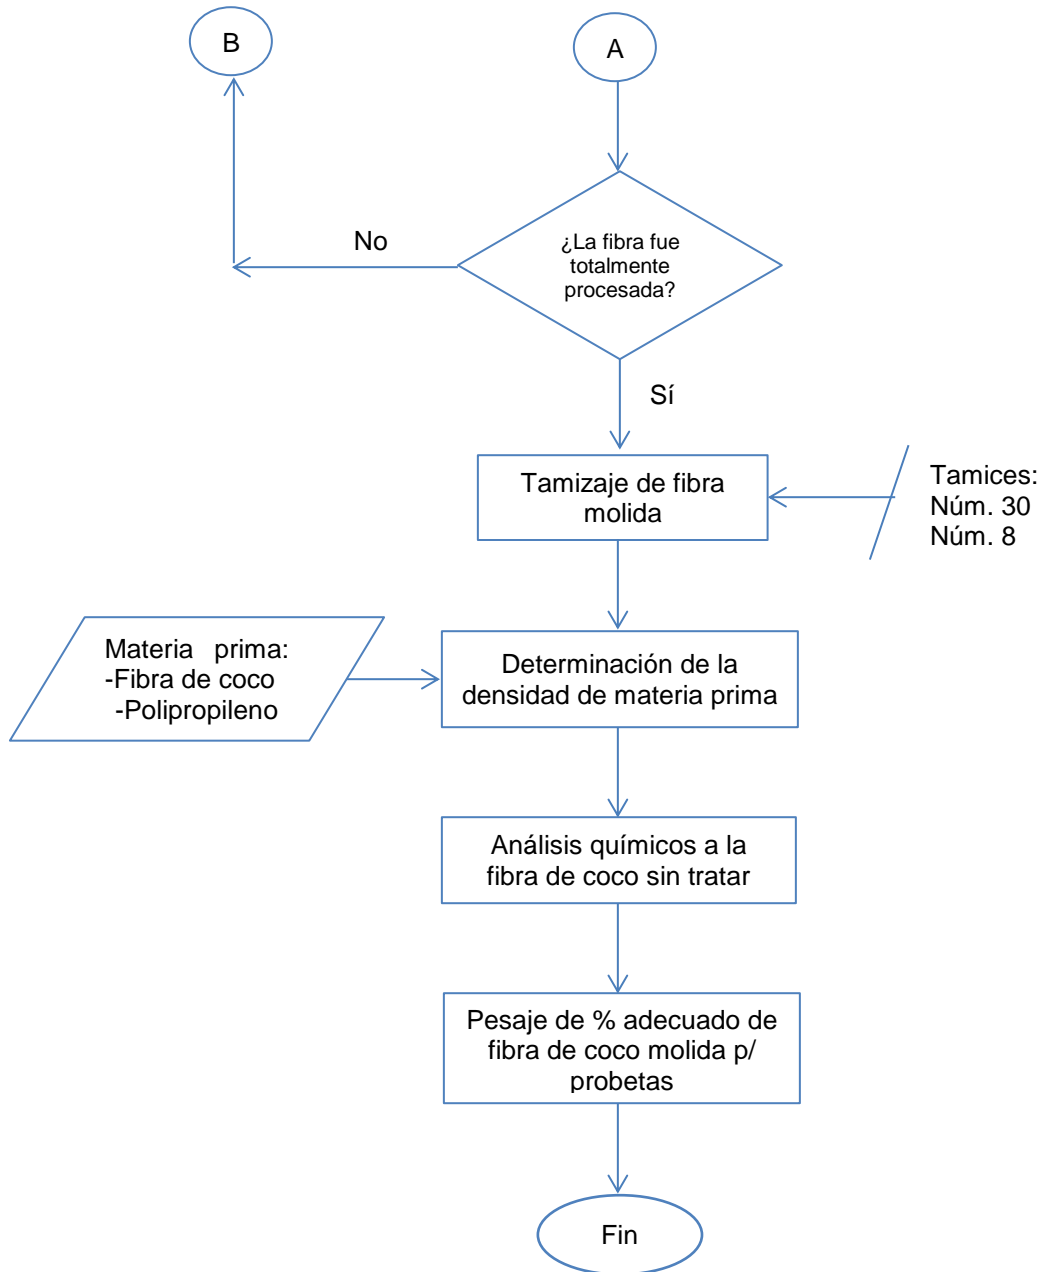 B
A
No
¿La fibra fue
totalmente
procesada?
Sí
Tamizaje de fibra
molida
Tamices:
Núm. 30
Núm. 8
Materia prima:
-Fibra de coco
-Polipropileno
Determinación de la
densidad de materia prima
Análisis químicos a la
fibra de coco sin tratar
Pesaje de % adecuado de
fibra de coco molida p/
probetas
Fin